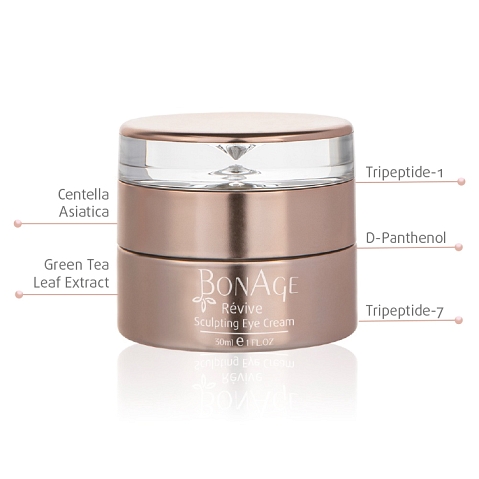 Centella
Asiatica
Green Tea
Leaf Extract
Tripeptide-1
D-Panthenol
Tripeptide-7
BONAGE
Révive
Sculpting Eye Cream
30ml e 1 FL.OZ